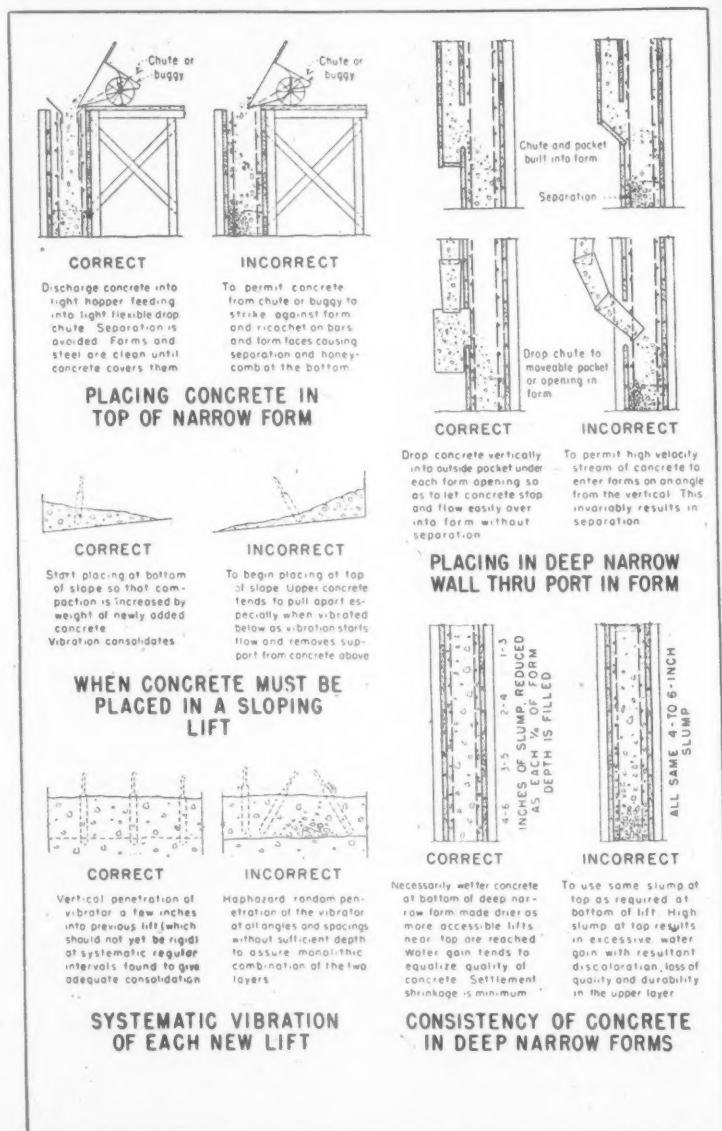 Chute or
buggy
Chute or
buggy
CORRECT
Discharge concrete into
light hopper feeding
into light flexible drop
chute Separation is
avoided Forms and
steel are clean until
concrete covers them
INCORRECT
To permit concrete
from chute or buggy to
strike against form
and ricochet on bars
and form faces causing
separation and honey-
comb at the bottom
PLACING CONCRETE IN
TOP OF NARROW FORM
CORRECT
Start placing at bottom
of slope so that com-
paction is increased by
weight of newly added
concrete
Vibration consolidates
INCORRECT
To begin placing at top
of slope Upper concrete
tends to pull apart es-
pecially when vibrated
below as vibration starts
flow and removes sup-
port from concrete above
WHEN CONCRETE MUST BE
PLACED IN A SLOPING
LIFT
CORRECT
Vertical penetration of
vibrator a few inches
into previous lift (which
should not yet be rigid)
at systematic regular
intervals found to give
adequate consolidation
INCORRECT
Haphazard random pen-
etration of the vibrator
at all angles and spacings
without sufficient depth
to assure monolithic
combination of the two
layers
SYSTEMATIC VIBRATION
OF EACH NEW LIFT
Chute and pocket
built into form
Separation
Drop chute to
moveable pocket
or opening in
form
CORRECT
Drop concrete vertically
into outside pocket under
each form opening so
as to let concrete stop
and flow easily over
into form without
separation
INCORRECT
To permit high velocity
stream of concrete to
enter forms on an angle
from the vertical This
invariably results in
separation
PLACING IN DEEP NARROW
WALL THRU PORT IN FORM
4-6 3-5 2-4 1-3
INCHES OF SLUMP REDUCED
AS EACH ¼ OF FORM
DEPTH IS FILLED
ALL SAME 4-TO 6-INCH
SLUMP
CORRECT
Necessarily wetter concrete
at bottom of deep nar-
row form made drier as
more accessible lifts
near top are reached
Water gain tends to
equalize quality of
concrete Settlement
shrinkage is minimum
INCORRECT
To use same slump at
top as required at
bottom of lift. High
slump at top results
in excessive water
gain with resultant
discoloration, loss of
quality and durability
in the upper layer
CONSISTENCY OF CONCRETE
IN DEEP NARROW FORMS